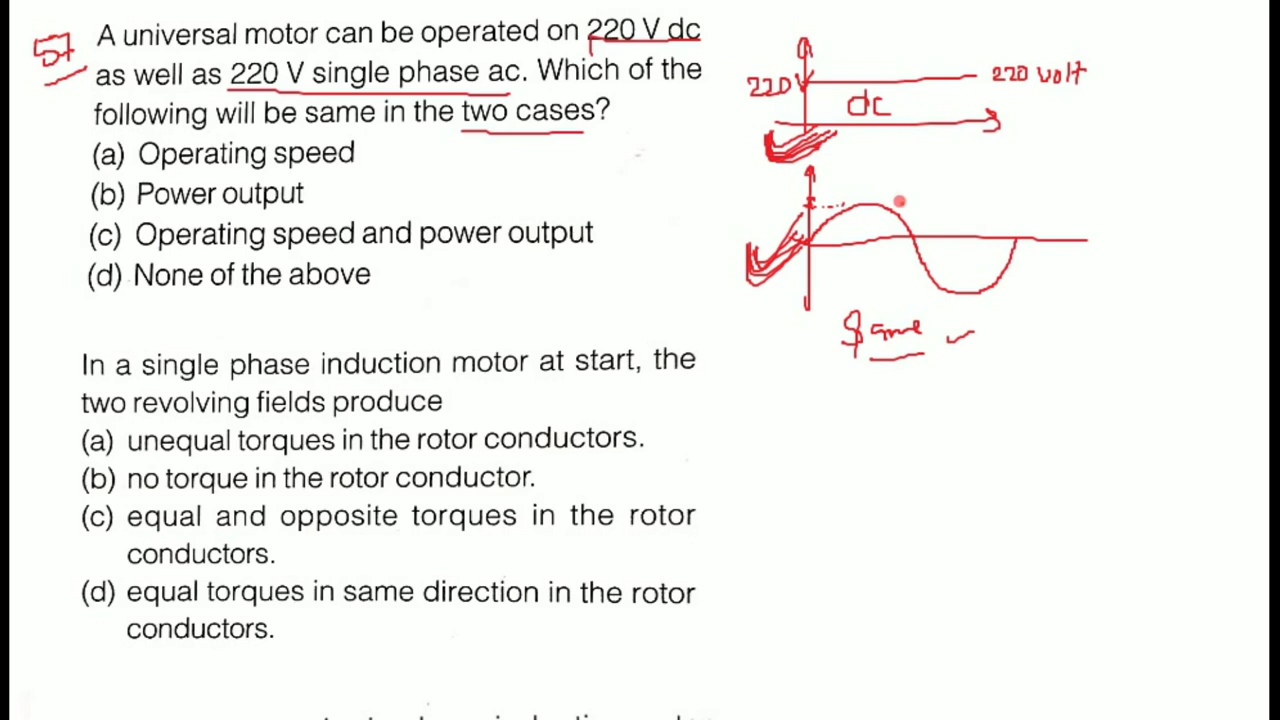 57
A universal motor can be operated on 220 V dc
as well as 220 V single phase ac. Which of the
following will be same in the two cases?
(a) Operating speed
(b) Power output
(c) Operating speed and power output
(d) None of the above
220V
220 volt
dc
Same
In a single phase induction motor at start, the
two revolving fields produce
(a) unequal torques in the rotor conductors.
(b) no torque in the rotor conductor.
(c) equal and opposite torques in the rotor
conductors.
(d) equal torques in same direction in the rotor
conductors.